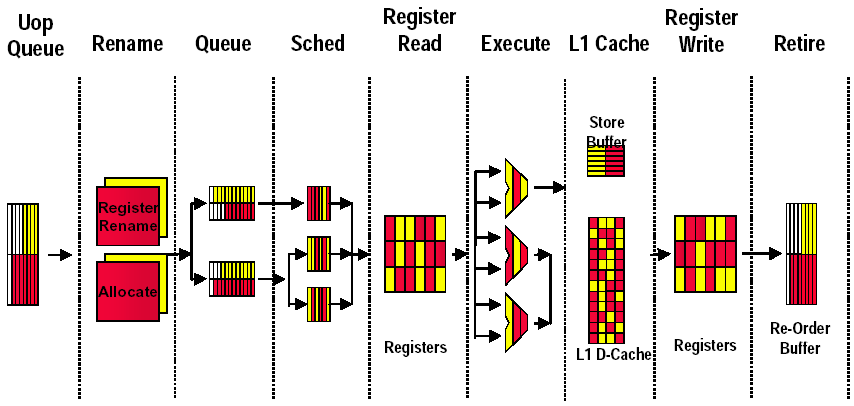 Uop
Queue
Rename
Queue
Sched
Register
Read
Execute
L1 Cache
Register
Write
Retire
Store
Buffer
Register
Rename
Allocate
Registers
L1 D-Cache
Registers
Re-Order
Buffer